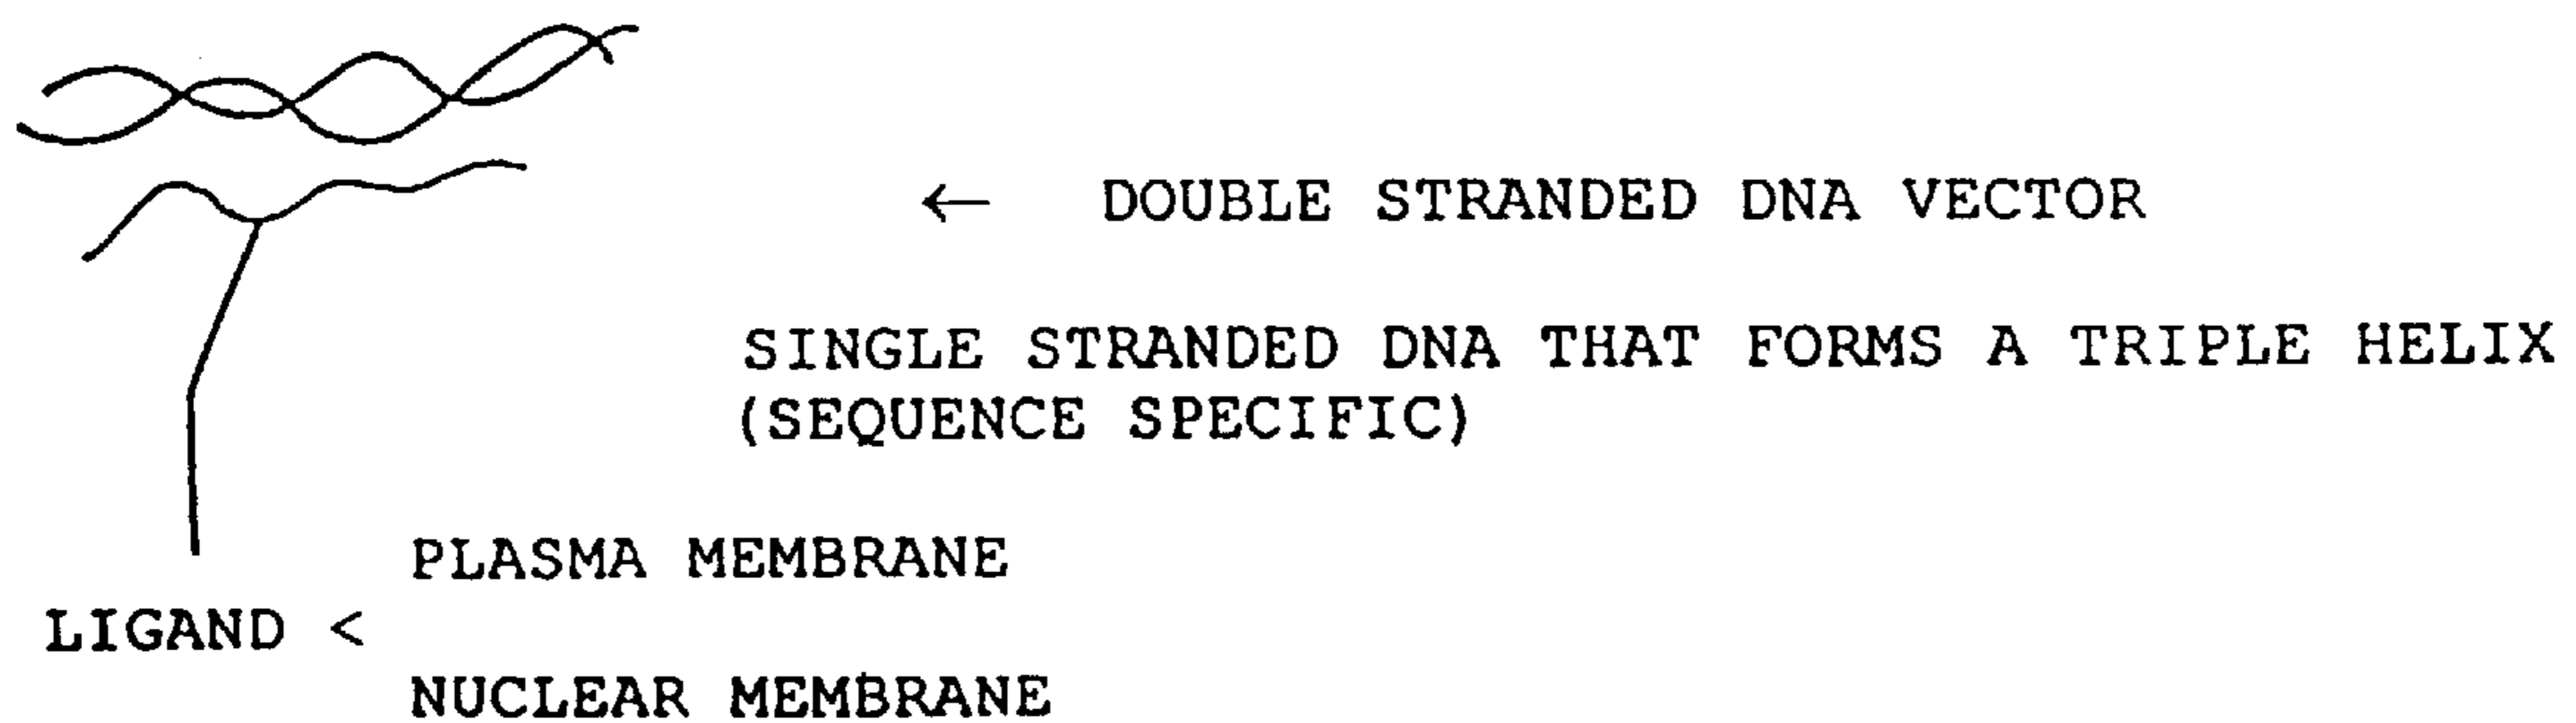 ← DOUBLE STRANDED DNA VECTOR
SINGLE STRANDED DNA THAT FORMS A TRIPLE HELIX
(SEQUENCE SPECIFIC)
PLASMA MEMBRANE
LIGAND <
NUCLEAR MEMBRANE